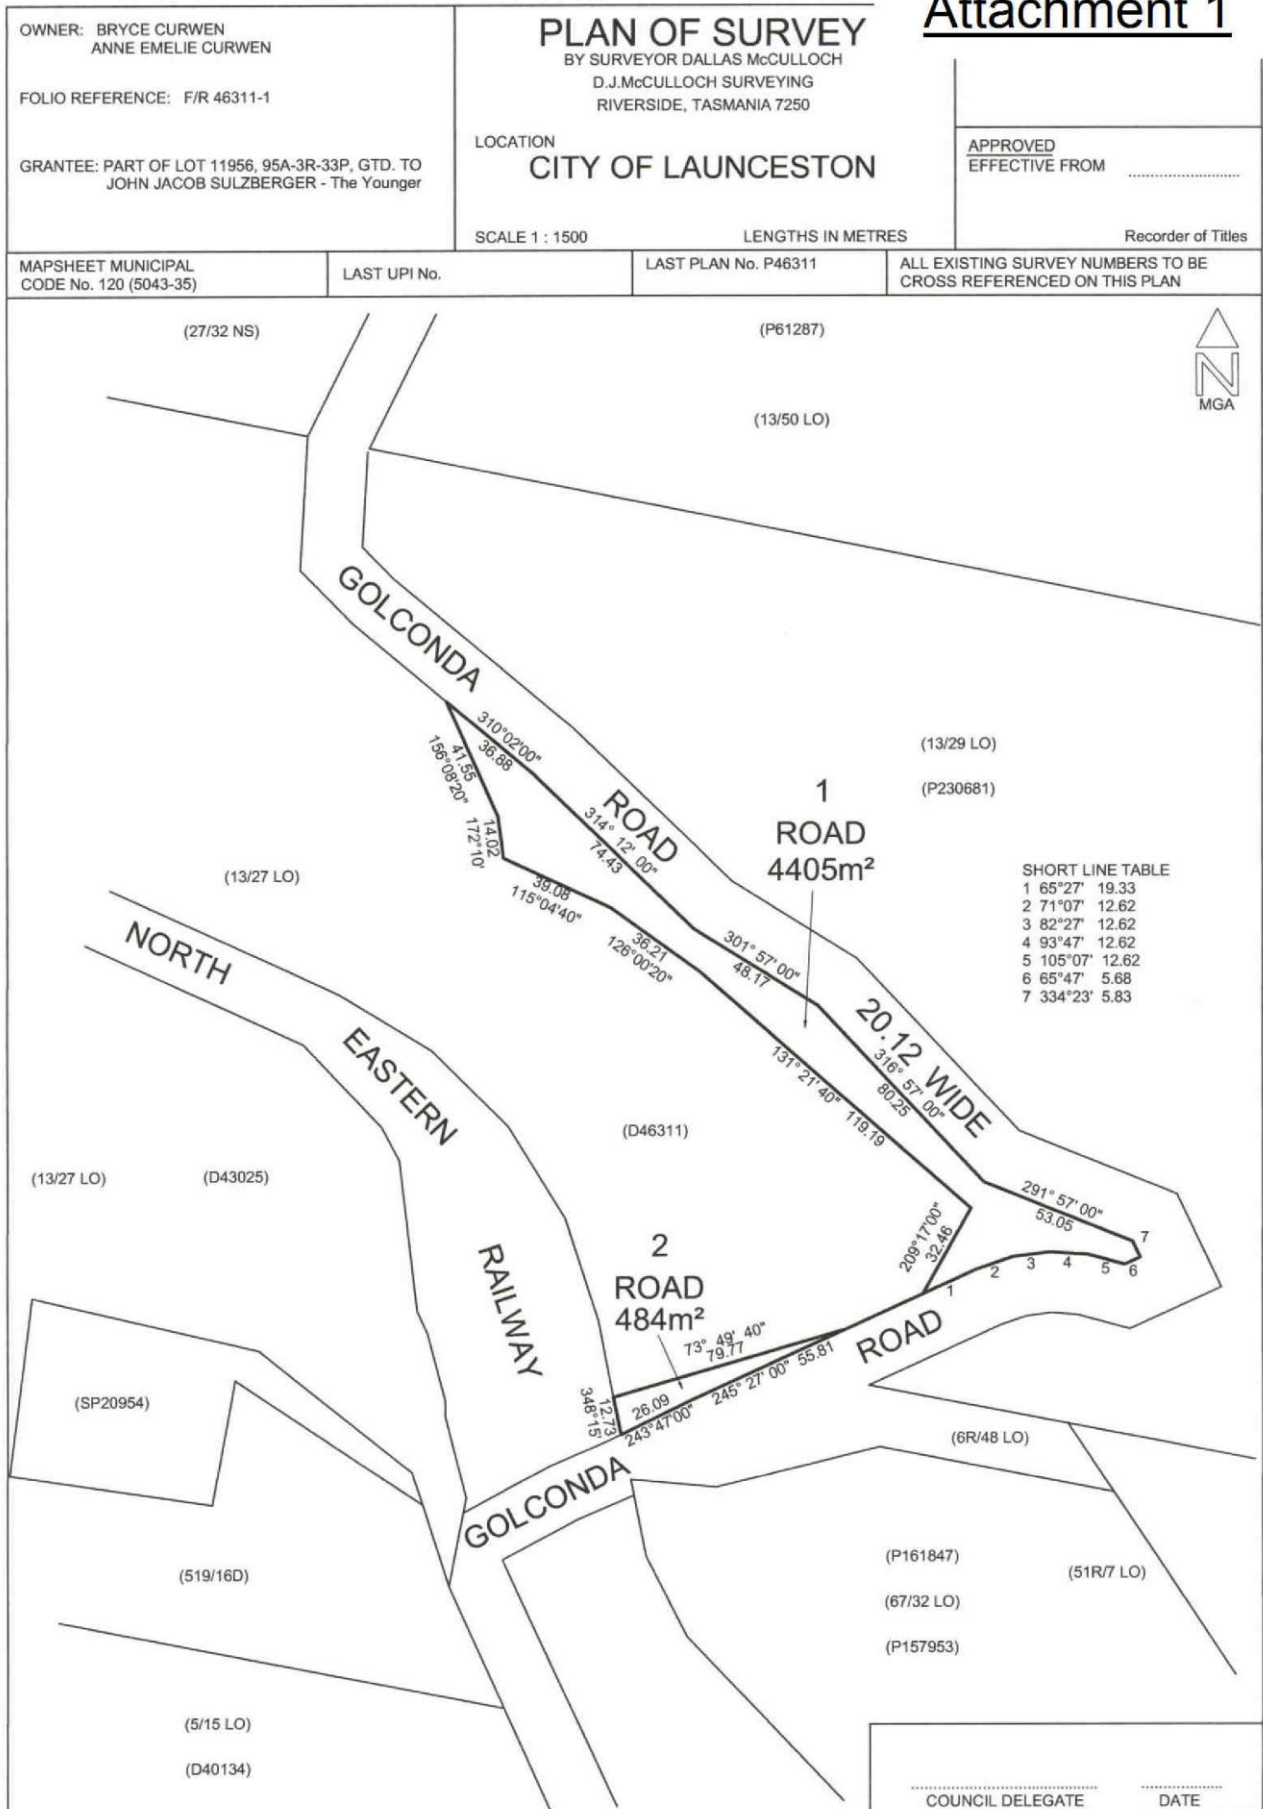 Attachment 1
OWNER: BRYCE CURWEN
ANNE EMELIE CURWEN
FOLIO REFERENCE: F/R 46311-1
GRANTEE: PART OF LOT 11956, 95A-3R-33P, GTD. TO
JOHN JACOB SULZBERGER - The Younger
PLAN OF SURVEY
BY SURVEYOR DALLAS McCULLOCH
D.J.McCULLOCH SURVEYING
RIVERSIDE, TASMANIA 7250
LOCATION
CITY OF LAUNCESTON
SCALE 1 : 1500
LENGTHS IN METRES
APPROVED
EFFECTIVE FROM ....................
Recorder of Titles
MAPSHEET MUNICIPAL
CODE No. 120 (5043-35)
LAST UPI No.
LAST PLAN No. P46311
ALL EXISTING SURVEY NUMBERS TO BE
CROSS REFERENCED ON THIS PLAN
(27/32 NS)
(P61287)
N
MGA
(13/50 LO)
GOLCONDA
310°02'00"
36.88
41.55
156°08'20"
(13/29 LO)
(P230681)
1
ROAD
4405m²
ROAD
314° 12' 00"
74.43
14.02
172°10'
39.08
115°04'40"
(13/27 LO)
SHORT LINE TABLE
1 65°27' 19.33
2 71°07' 12.62
3 82°27' 12.62
4 93°47' 12.62
5 105°07' 12.62
6 65°47' 5.68
7 334°23' 5.83
36.21
126°00'20"
301° 57' 00"
48.17
NORTH
EASTERN
RAILWAY
20.12 WIDE
316° 57' 00"
80.25
131° 21' 40" 119.19
(D46311)
(13/27 LO)
(D43025)
291° 57' 00"
53.05
209°17'00"
32.46
7
1
2
3
4
5
6
2
ROAD
484m²
73° 49' 40"
79.77
ROAD
245° 27' 00" 55.81
26.09
243°47'00"
12.73
348°15'
(SP20954)
(6R/48 LO)
GOLCONDA
(519/16D)
(P161847)
(51R/7 LO)
(67/32 LO)
(P157953)
(5/15 LO)
(D40134)
COUNCIL DELEGATE
DATE